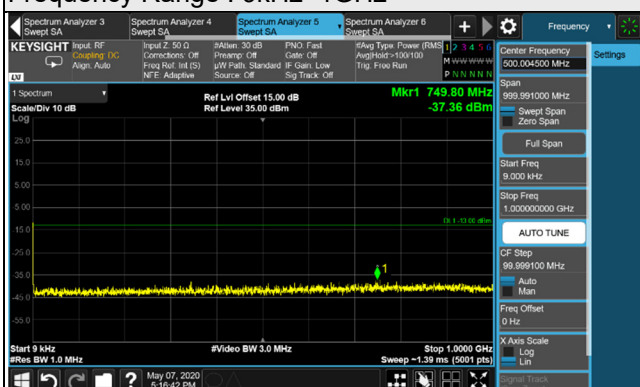 Spectrum Analyzer 3
Swept SA
Spectrum Analyzer 4
Swept SA
Spectrum Analyzer 5
Swept SA
Spectrum Analyzer 6
Swept SA
+
Frequency
KEYSIGHT
Input: RF
Coupling: DC
Align: Auto
LXI
Input Z: 50 Ω
Corrections: Off
Freq Ref: Int (S)
NFE: Adaptive
#Atten: 30 dB
Preamp: Off
µW Path: Standard
Source: Off
PNO: Fast
Gate: Off
IF Gain: Low
Sig Track: Off
#Avg Type: Power (RMS
Avg|Hold:>100/100
Trig: Free Run
1 2 3 4 5 6
M W W W W W
P N N N N N
Center Frequency
500.004500 MHz
Settings
1 Spectrum
Scale/Div 10 dB
Log
Ref Lvl Offset 15.00 dB
Ref Level 35.00 dBm
Mkr1 749.80 MHz
-37.36 dBm
Span
999.991000 MHz
Swept Span
Zero Span
Full Span
Start Freq
9.000 kHz
Stop Freq
1.000000000 GHz
AUTO TUNE
CF Step
99.999100 MHz
Auto
Man
Freq Offset
0 Hz
X Axis Scale
Log
Lin
Signal Track
25.0
15.0
5.00
-5.00
-15.0
-25.0
-35.0
-45.0
-55.0
DL1 -13.00 dBm
1
Start 9 kHz
#Res BW 1.0 MHz
#Video BW 3.0 MHz
Stop 1.0000 GHz
Sweep ~1.39 ms (5001 pts)
?
May 07, 2020
5:16:42 PM